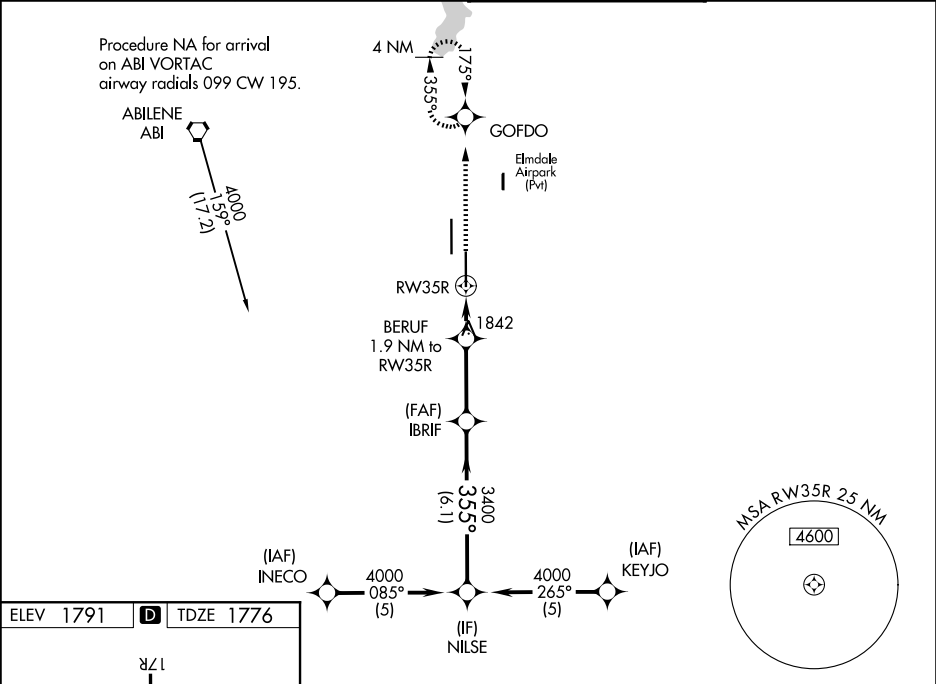 Procedure NA for arrival
on ABI VORTAC
airway radials 099 CW 195.
ABILENE
ABI
4000
159°
(17.2)
4 NM
355°
175°
GOFDO
Elmdale
Airpark
(Pvt)
RW35R
1842
BERUF
1.9 NM to
RW35R
(FAF)
IBRIF
3400
355°
(6.1)
(IAF)
INECO
4000
085°
(5)
(IF)
NILSE
4000
265°
(5)
(IAF)
KEYJO
MSA RW35R 25 NM
4600
ELEV 1791 D TDZE 1776
17R